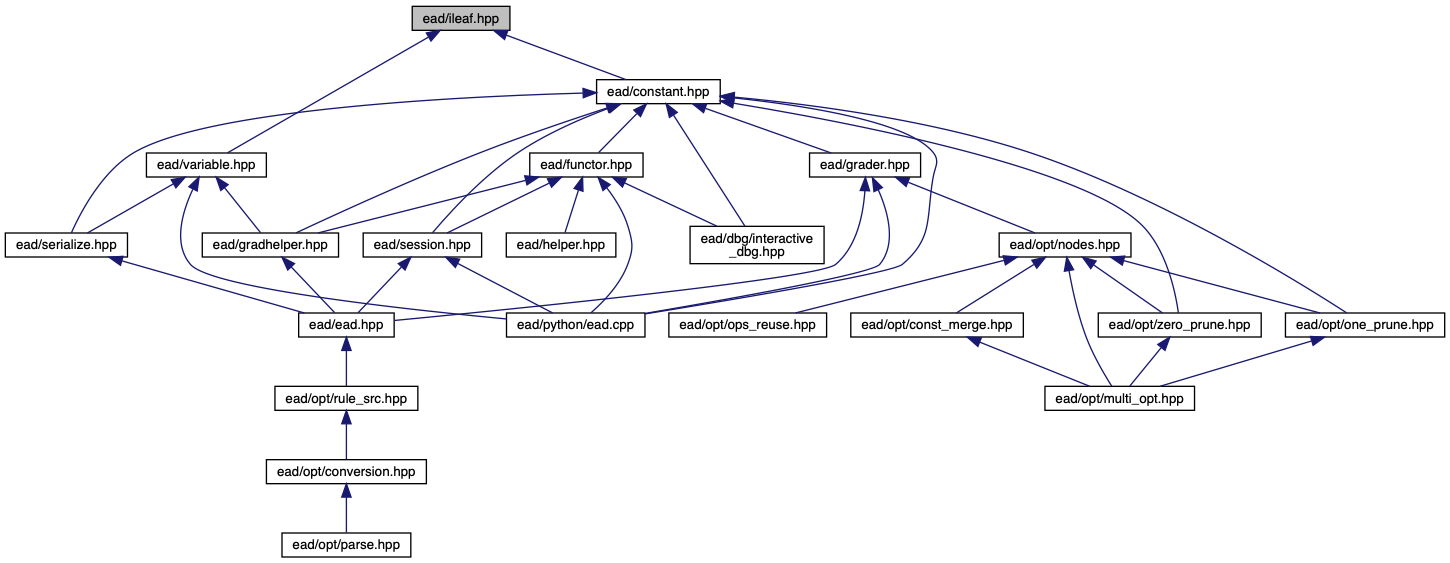 ead/ileaf.hpp
ead/constant.hpp
ead/variable.hpp
ead/functor.hpp
ead/grader.hpp
ead/serialize.hpp
ead/gradhelper.hpp
ead/session.hpp
ead/helper.hpp
ead/dbg/interactive
_dbg.hpp
ead/opt/nodes.hpp
ead/ead.hpp
ead/python/ead.cpp
ead/opt/ops_reuse.hpp
ead/opt/const_merge.hpp
ead/opt/zero_prune.hpp
ead/opt/one_prune.hpp
ead/opt/rule_src.hpp
ead/opt/multi_opt.hpp
ead/opt/conversion.hpp
ead/opt/parse.hpp